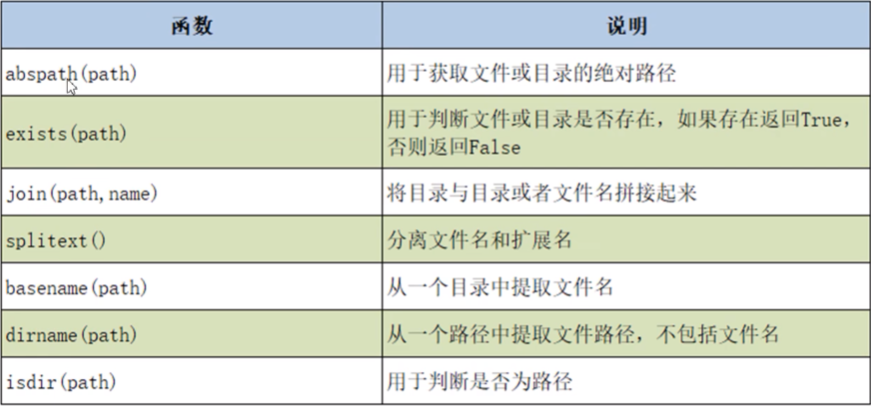 函数 说明
abspath(path) 用于获取文件或目录的绝对路径
exists(path) 用于判断文件或目录是否存在，如果存在返回True，
否则返回False
join(path,name) 将目录与目录或者文件名拼接起来
splitext() 分离文件名和扩展名
basename(path) 从一个目录中提取文件名
dirname(path) 从一个路径中提取文件路径，不包括文件名
isdir(path) 用于判断是否为路径